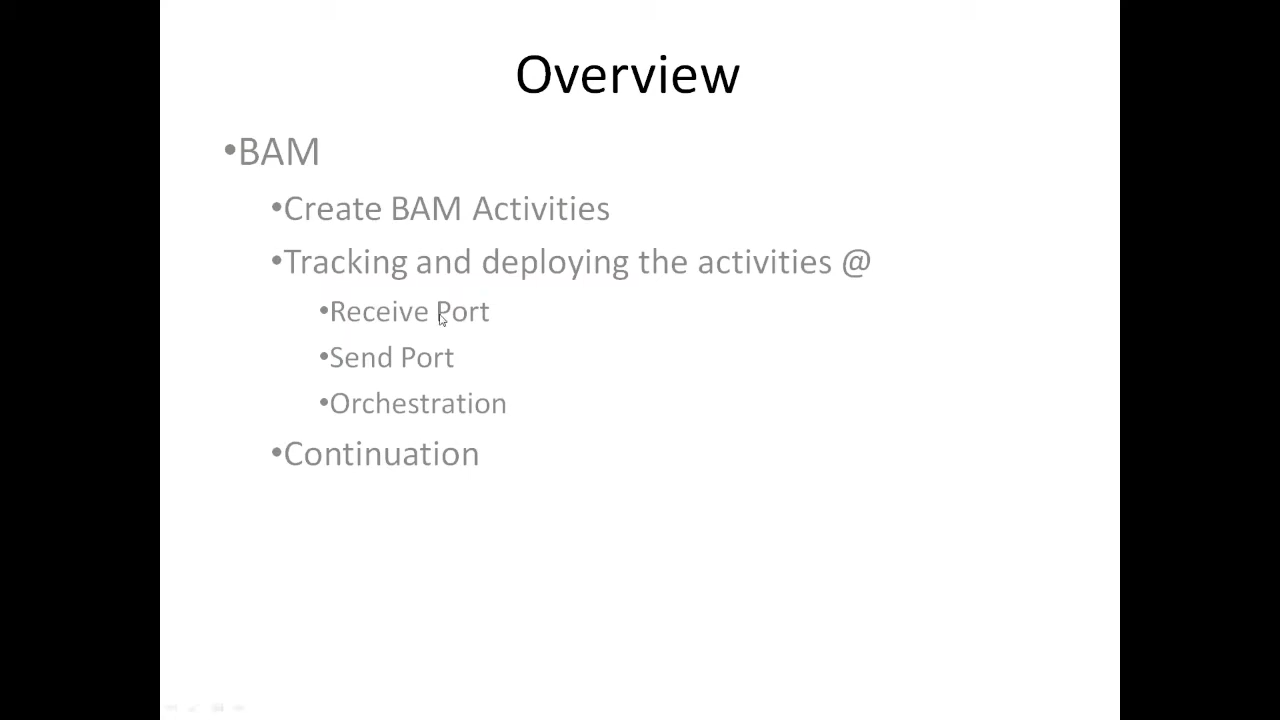 Overview
•BAM
•Create BAM Activities
•Tracking and deploying the activities @
•Receive Port
•Send Port
•Orchestration
•Continuation